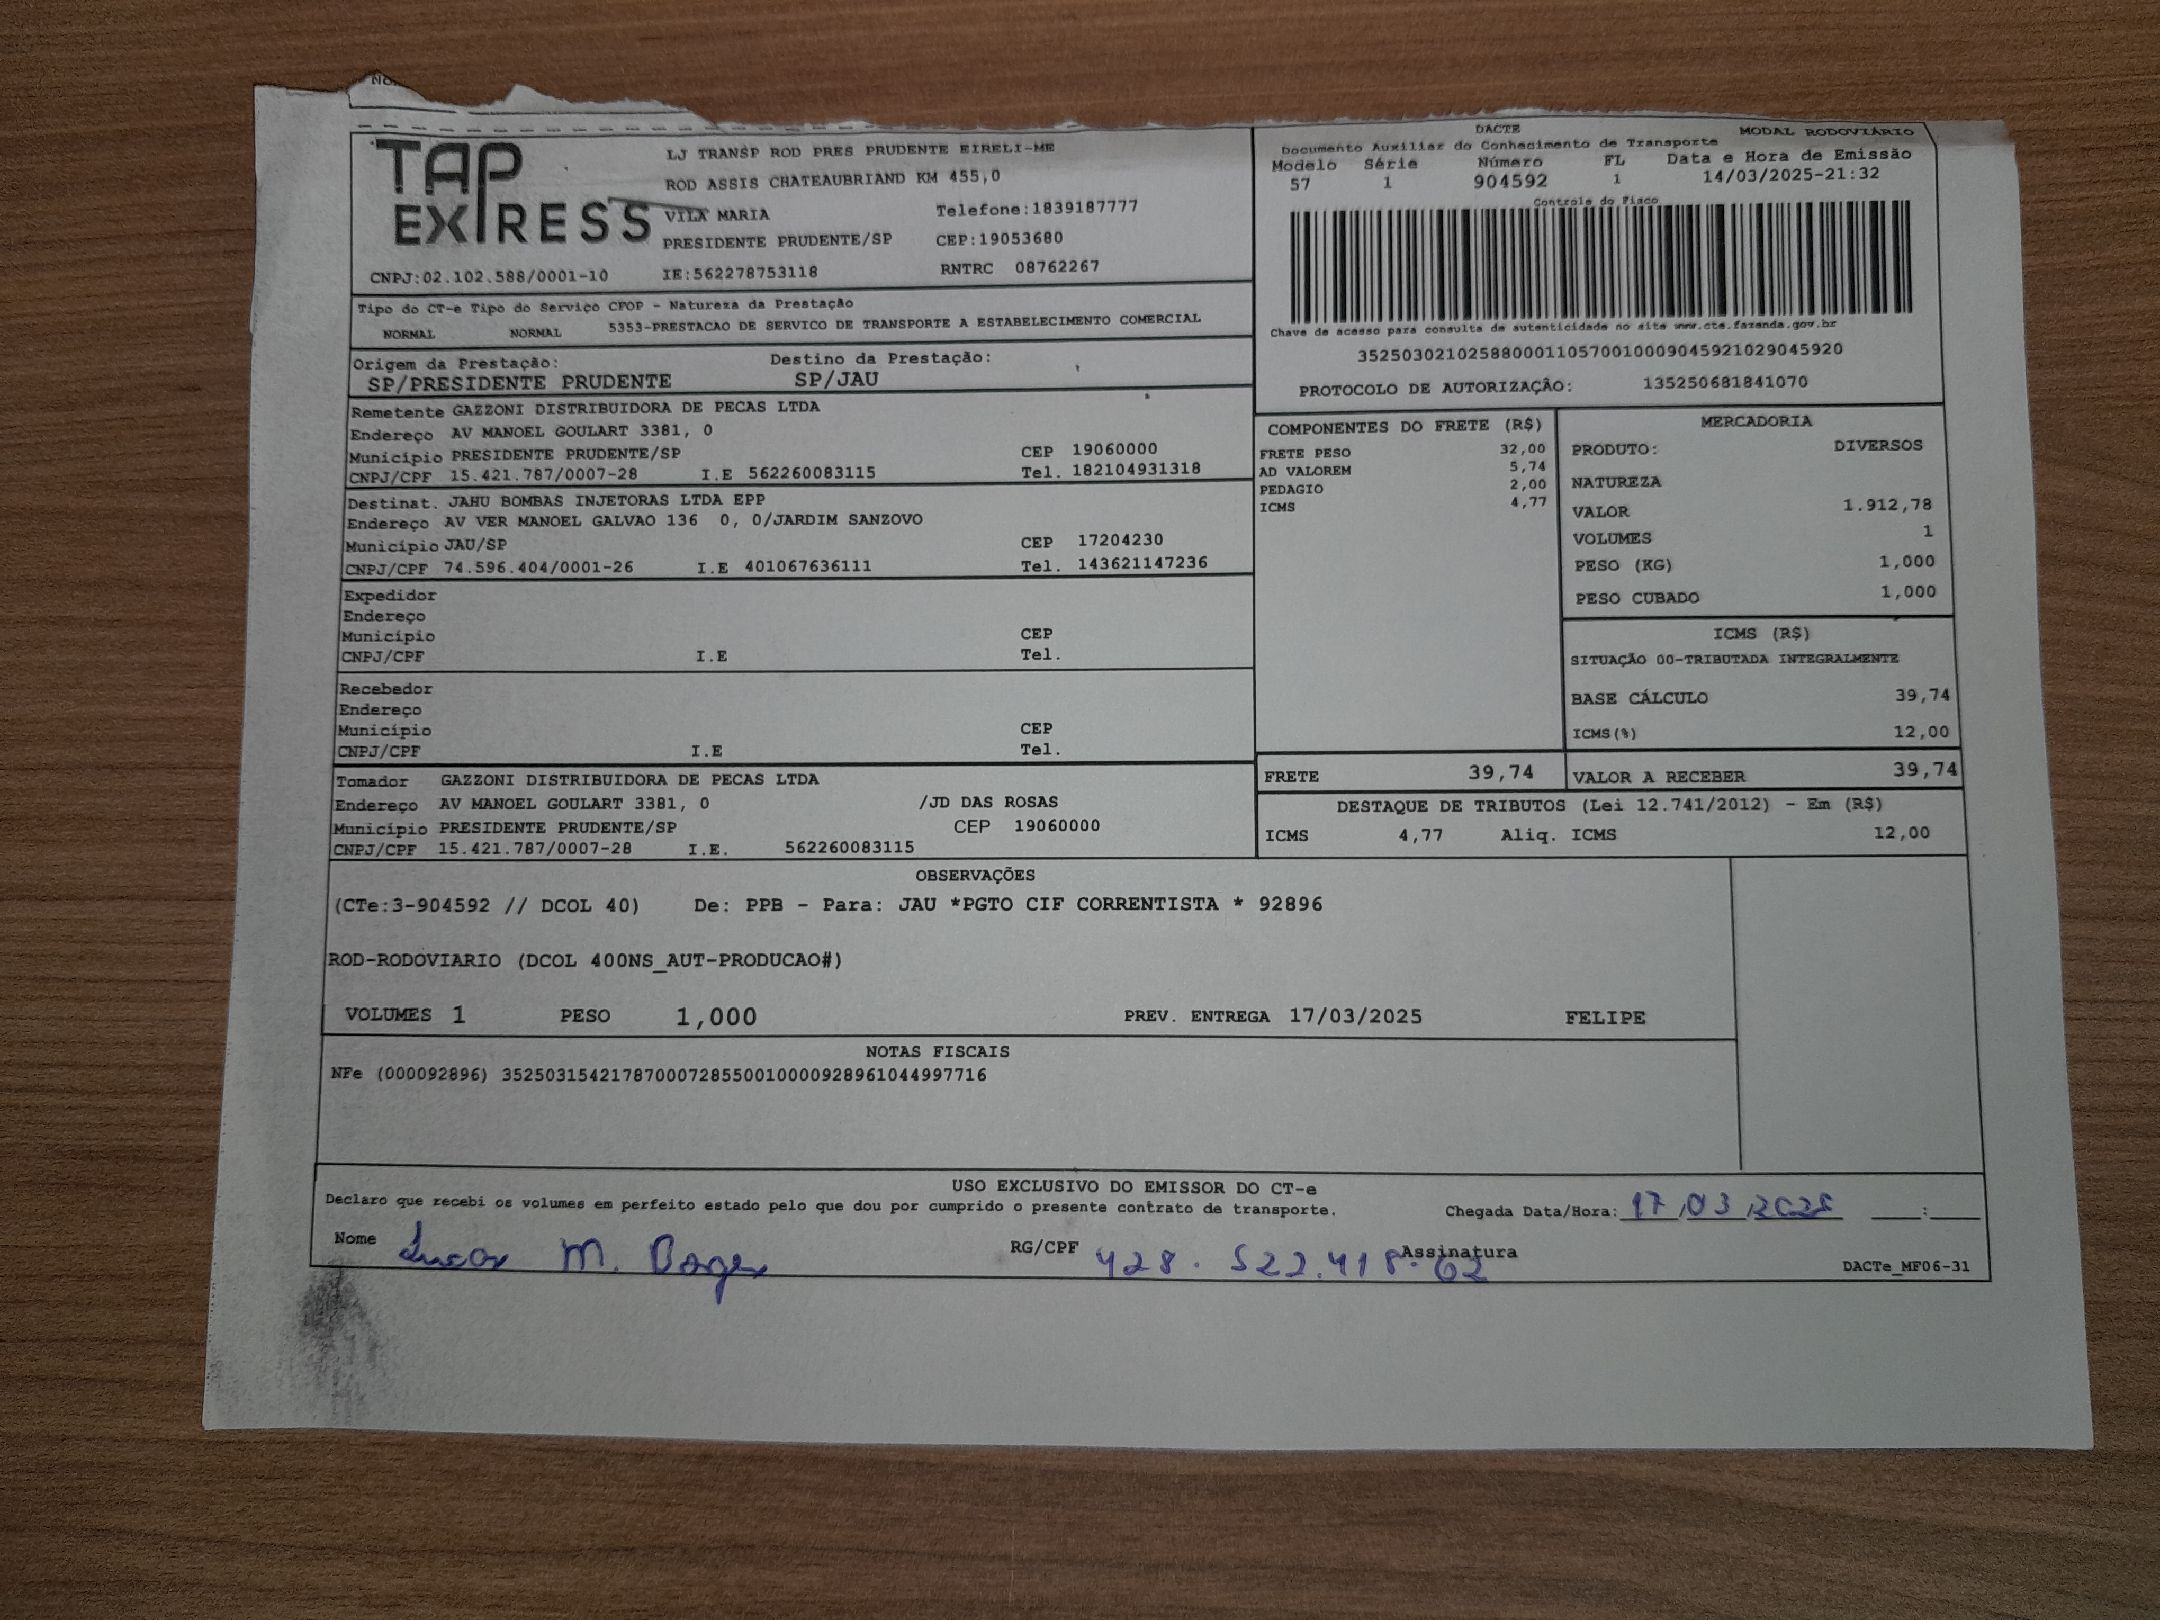 TAP
EXPRESS
LJ TRANSP ROD PRES PRUDENTE EIRELI-ME
ROD ASSIS CHATEAUBRIAND KM 455,0
VILA MARIA Telefone:1839187777
PRESIDENTE PRUDENTE/SP CEP:19053680
CNPJ:02.102.588/0001-10 IE:562278753118 RNTRC 08762267
DACTE MODAL RODOVIÁRIO
Documento Auxiliar do Conhecimento de Transporte
Modelo Série Número FL Data e Hora de Emissão
57 1 904592 1 14/03/2025-21:32
Controle do Fisco
Chave de acesso para consulta de autenticidade no site www.cte.fazenda.gov.br
35250302102588000110570010009045921029045920
PROTOCOLO DE AUTORIZAÇÃO: 135250681841070
Tipo do CT-e Tipo do Serviço CFOP - Natureza da Prestação
NORMAL NORMAL 5353-PRESTACAO DE SERVICO DE TRANSPORTE A ESTABELECIMENTO COMERCIAL
Origem da Prestação: Destino da Prestação:
SP/PRESIDENTE PRUDENTE SP/JAU
Remetente GAZZONI DISTRIBUIDORA DE PECAS LTDA
Endereço AV MANOEL GOULART 3381, 0
Município PRESIDENTE PRUDENTE/SP CEP 19060000
CNPJ/CPF 15.421.787/0007-28 I.E 562260083115 Tel. 182104931318
Destinat. JAHU BOMBAS INJETORAS LTDA EPP
Endereço AV VER MANOEL GALVAO 136 0, 0/JARDIM SANZOVO
Município JAU/SP CEP 17204230
CNPJ/CPF 74.596.404/0001-26 I.E 401067636111 Tel. 143621147236
Expedidor
Endereço
Município CEP
CNPJ/CPF I.E Tel.
Recebedor
Endereço
Município CEP
CNPJ/CPF I.E Tel.
Tomador GAZZONI DISTRIBUIDORA DE PECAS LTDA
Endereço AV MANOEL GOULART 3381, 0 /JD DAS ROSAS
Município PRESIDENTE PRUDENTE/SP CEP 19060000
CNPJ/CPF 15.421.787/0007-28 I.E. 562260083115
COMPONENTES DO FRETE (R$)
FRETE PESO 32,00
AD VALOREM 5,74
PEDAGIO 2,00
ICMS 4,77
MERCADORIA
PRODUTO: DIVERSOS
NATUREZA
VALOR 1.912,78
VOLUMES 1
PESO (KG) 1,000
PESO CUBADO 1,000
ICMS (R$)
SITUAÇÃO 00-TRIBUTADA INTEGRALMENTE
BASE CÁLCULO 39,74
ICMS(%) 12,00
FRETE 39,74 VALOR A RECEBER 39,74
DESTAQUE DE TRIBUTOS (Lei 12.741/2012) - Em (R$)
ICMS 4,77 Aliq. ICMS 12,00
OBSERVAÇÕES
(CTe:3-904592 // DCOL 40) De: PPB - Para: JAU *PGTO CIF CORRENTISTA * 92896
ROD-RODOVIARIO (DCOL 400NS_AUT-PRODUCAO#)
VOLUMES 1 PESO 1,000 PREV. ENTREGA 17/03/2025 FELIPE
NOTAS FISCAIS
NFe (000092896) 35250315421787000728550010000928961044997716
USO EXCLUSIVO DO EMISSOR DO CT-e
Declaro que recebi os volumes em perfeito estado pelo que dou por cumprido o presente contrato de transporte. Chegada Data/Hora: 17/03/2025 :
Nome Lucas M. RG/CPF 428.522.418-62 Assinatura
DACTe_MF06-31